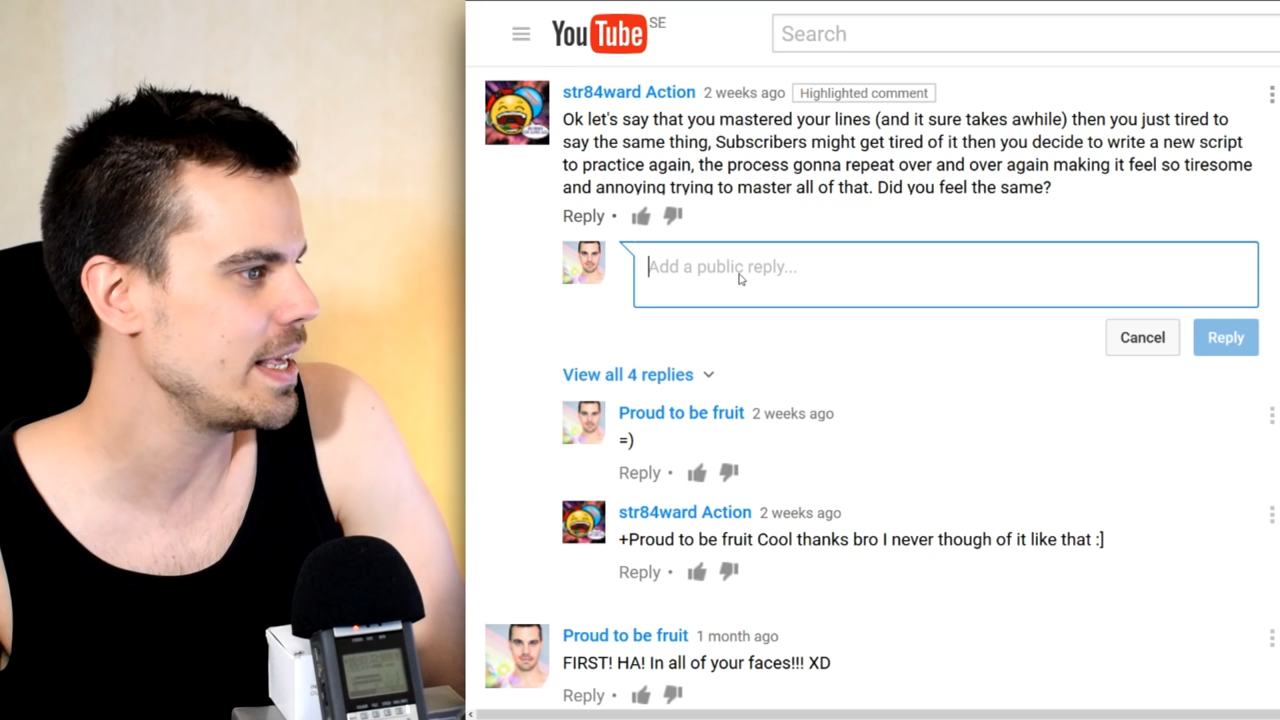 YouTube SE
Search
str84ward Action 2 weeks ago Highlighted comment
Ok let's say that you mastered your lines (and it sure takes awhile) then you just tired to
say the same thing, Subscribers might get tired of it then you decide to write a new script
to practice again, the process gonna repeat over and over again making it feel so tiresome
and annoying trying to master all of that. Did you feel the same?
Reply •
Add a public reply...
Cancel Reply
View all 4 replies
Proud to be fruit 2 weeks ago
=)
Reply •
str84ward Action 2 weeks ago
+Proud to be fruit Cool thanks bro I never though of it like that :]
Reply •
Proud to be fruit 1 month ago
FIRST! HA! In all of your faces!!! XD
Reply •